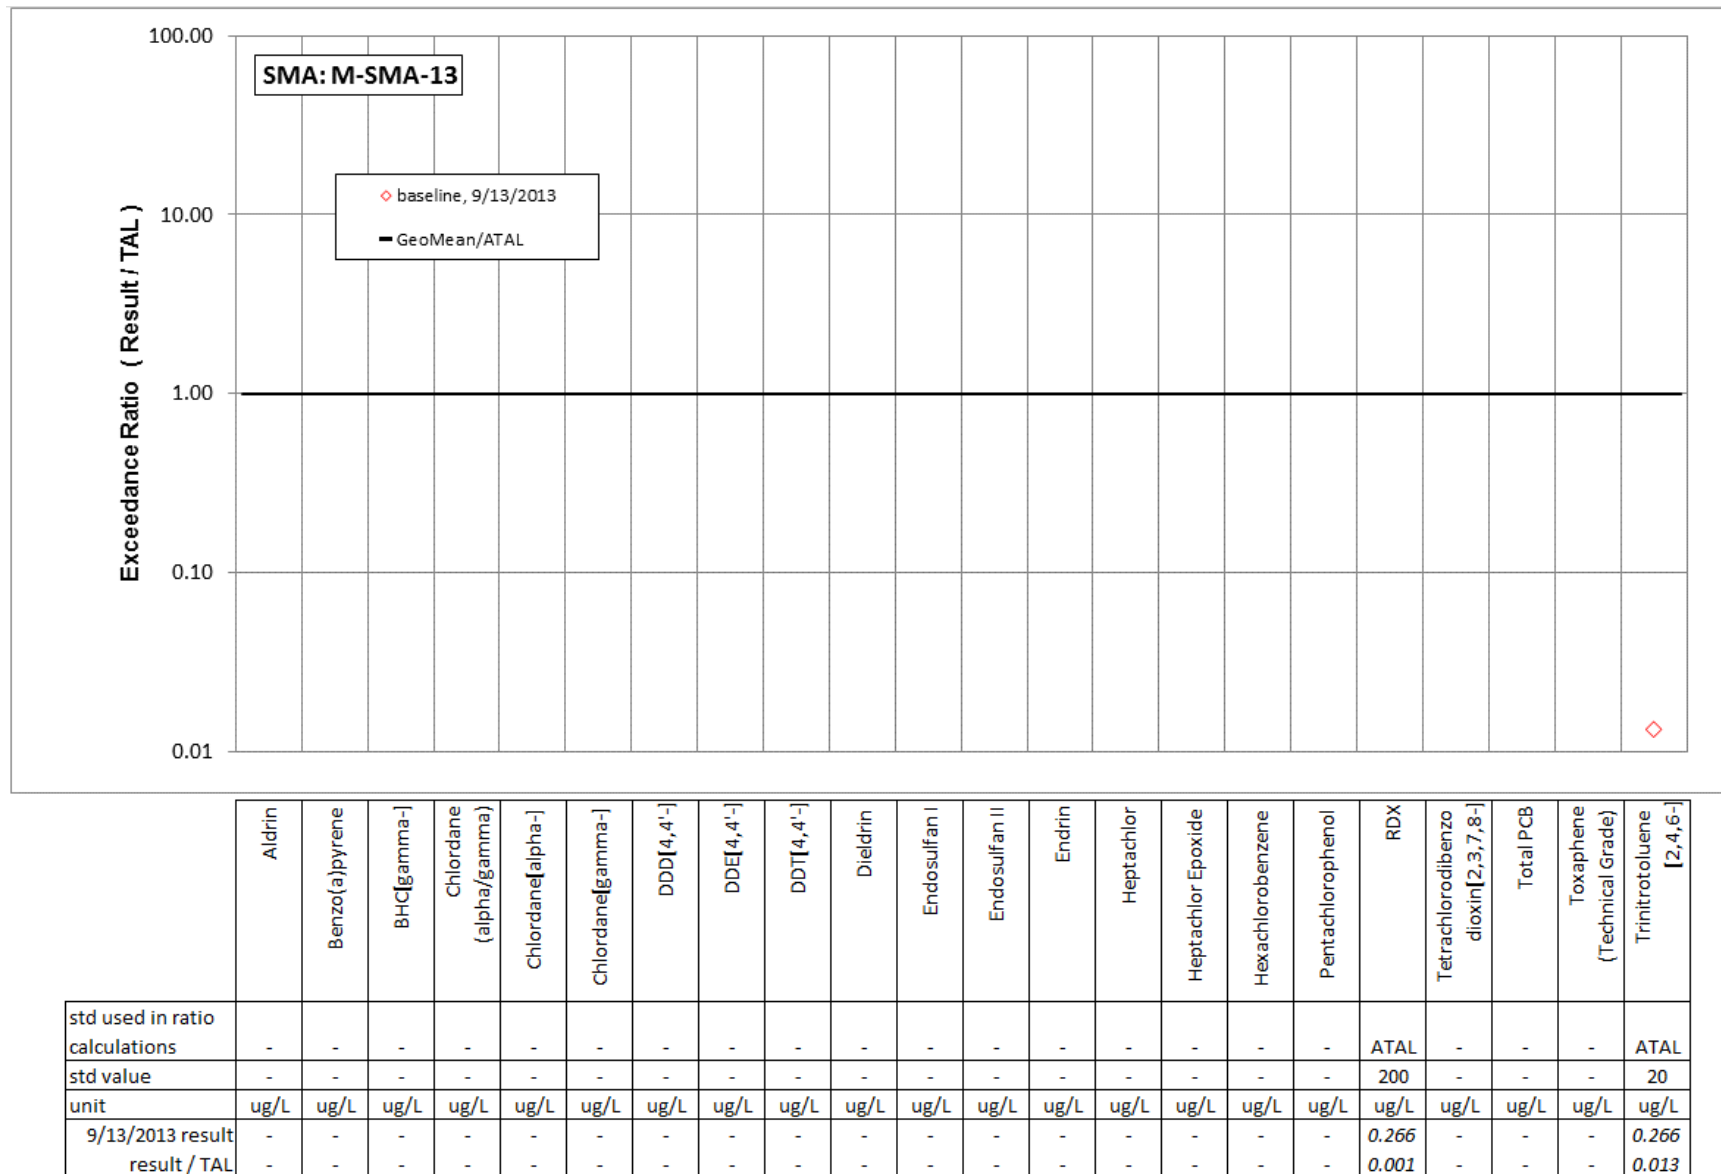 100.00
SMA: M-SMA-13
baseline, 9/13/2013
10.00
GeoMean/ATAL
1.00
0.10
0.01
Exceedance Ratio ( Result / TAL )
Aldrin
Benzo(a)pyrene
BHC[gamma-]
Chlordane
(alpha/gamma)
Chlordane[alpha-]
Chlordane[gamma-]
DDD[4,4'-]
DDE[4,4'-]
DDT[4,4'-]
Dieldrin
Endosulfan I
Endosulfan II
Endrin
Heptachlor
Heptachlor Epoxide
Hexachlorobenzene
Pentachlorophenol
RDX
Tetrachlorodibenzo
dioxin[2,3,7,8-]
Total PCB
Toxaphene
(Technical Grade)
Trinitrotoluene
[2,4,6-]
std used in ratio
calculations - - - - - - - - - - - - - - - - - ATAL - - - ATAL
std value - - - - - - - - - - - - - - - - - 200 - - - 20
unit ug/L ug/L ug/L ug/L ug/L ug/L ug/L ug/L ug/L ug/L ug/L ug/L ug/L ug/L ug/L ug/L ug/L ug/L ug/L ug/L ug/L ug/L
9/13/2013 result - - - - - - - - - - - - - - - - - 0.266 - - - 0.266
result / TAL - - - - - - - - - - - - - - - - - 0.001 - - - 0.013